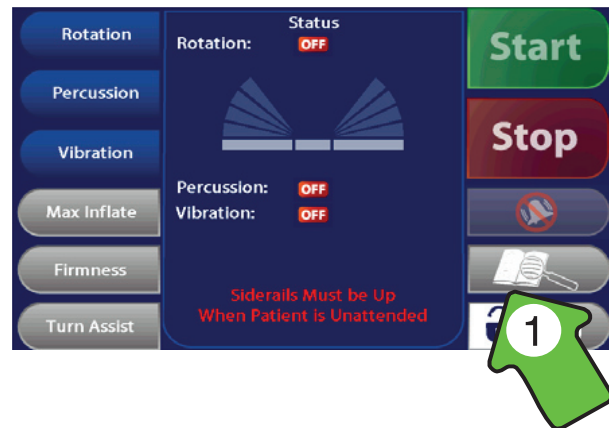 Rotation
Percussion
Vibration
Max Inflate
Firmness
Turn Assist
Status
Rotation: OFF
Percussion: OFF
Vibration: OFF
Siderails Must be Up
When Patient is Unattended
Start
Stop
1